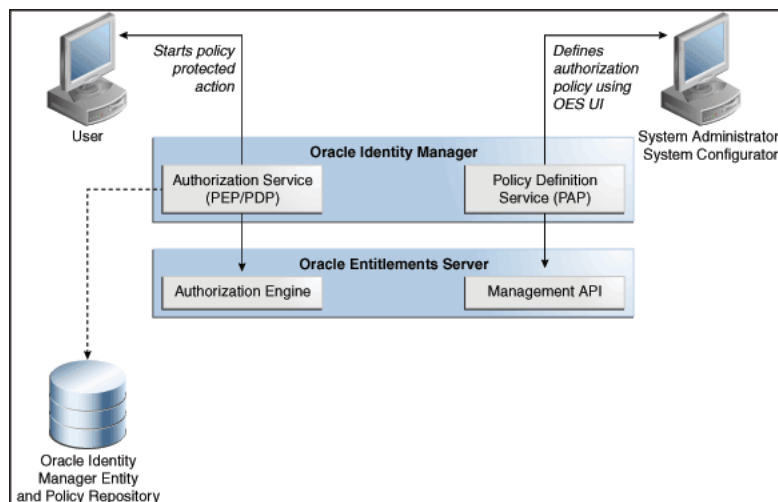 Starts policy
protected
action
Defines
authorization
policy using
OES UI
User
System Administrator
System Configurator
Oracle Identity Manager
Authorization Service
(PEP/PDP)
Policy Definition
Service (PAP)
Oracle Entitlements Server
Authorization Engine
Management API
Oracle Identity
Manager Entity
and Policy Repository